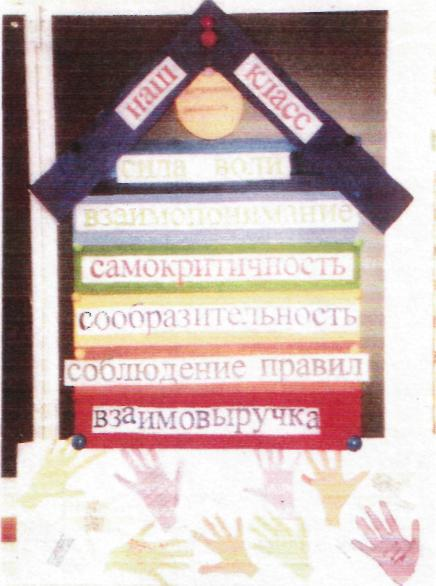 наш класс
сила воли
взаимопонимание
самокритичность
сообразительность
соблюдение правил
взаимовыручка